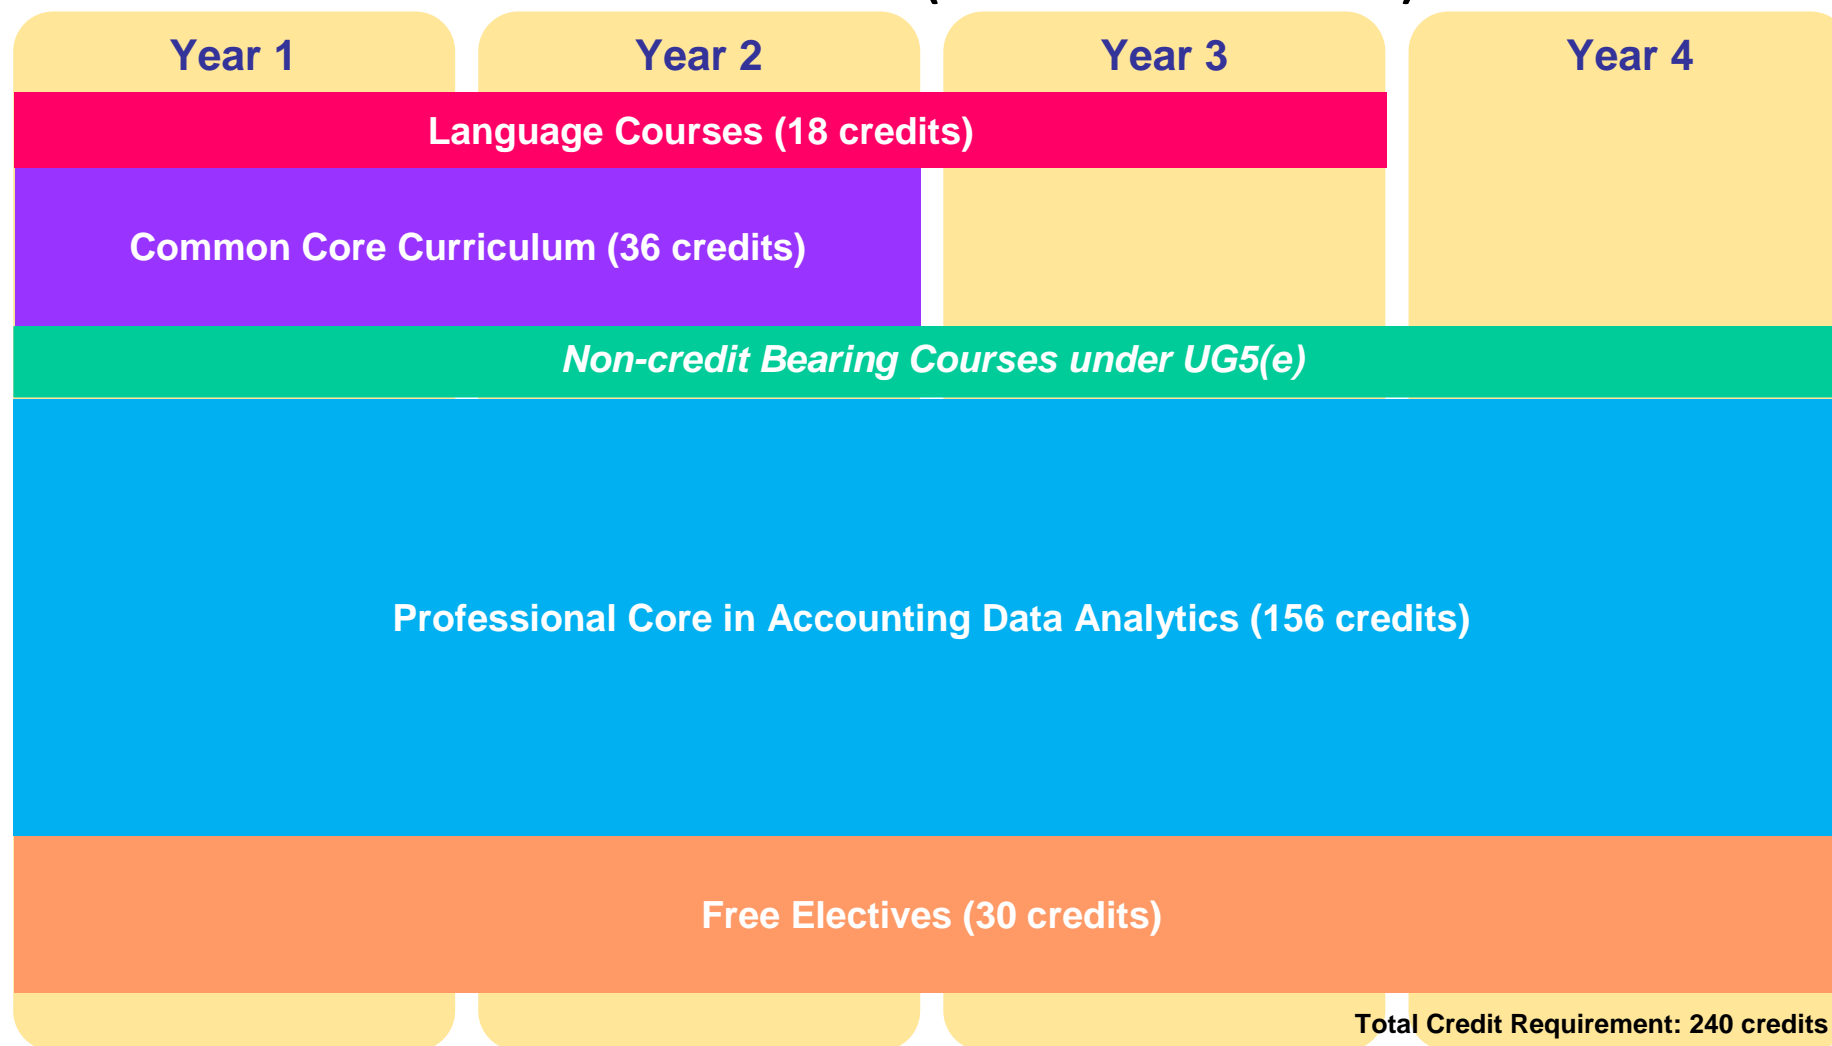 Year 1
Year 2
Year 3
Year 4
Language Courses (18 credits)
Common Core Curriculum (36 credits)
Non-credit Bearing Courses under UG5(e)
Professional Core in Accounting Data Analytics (156 credits)
Free Electives (30 credits)
Total Credit Requirement: 240 credits